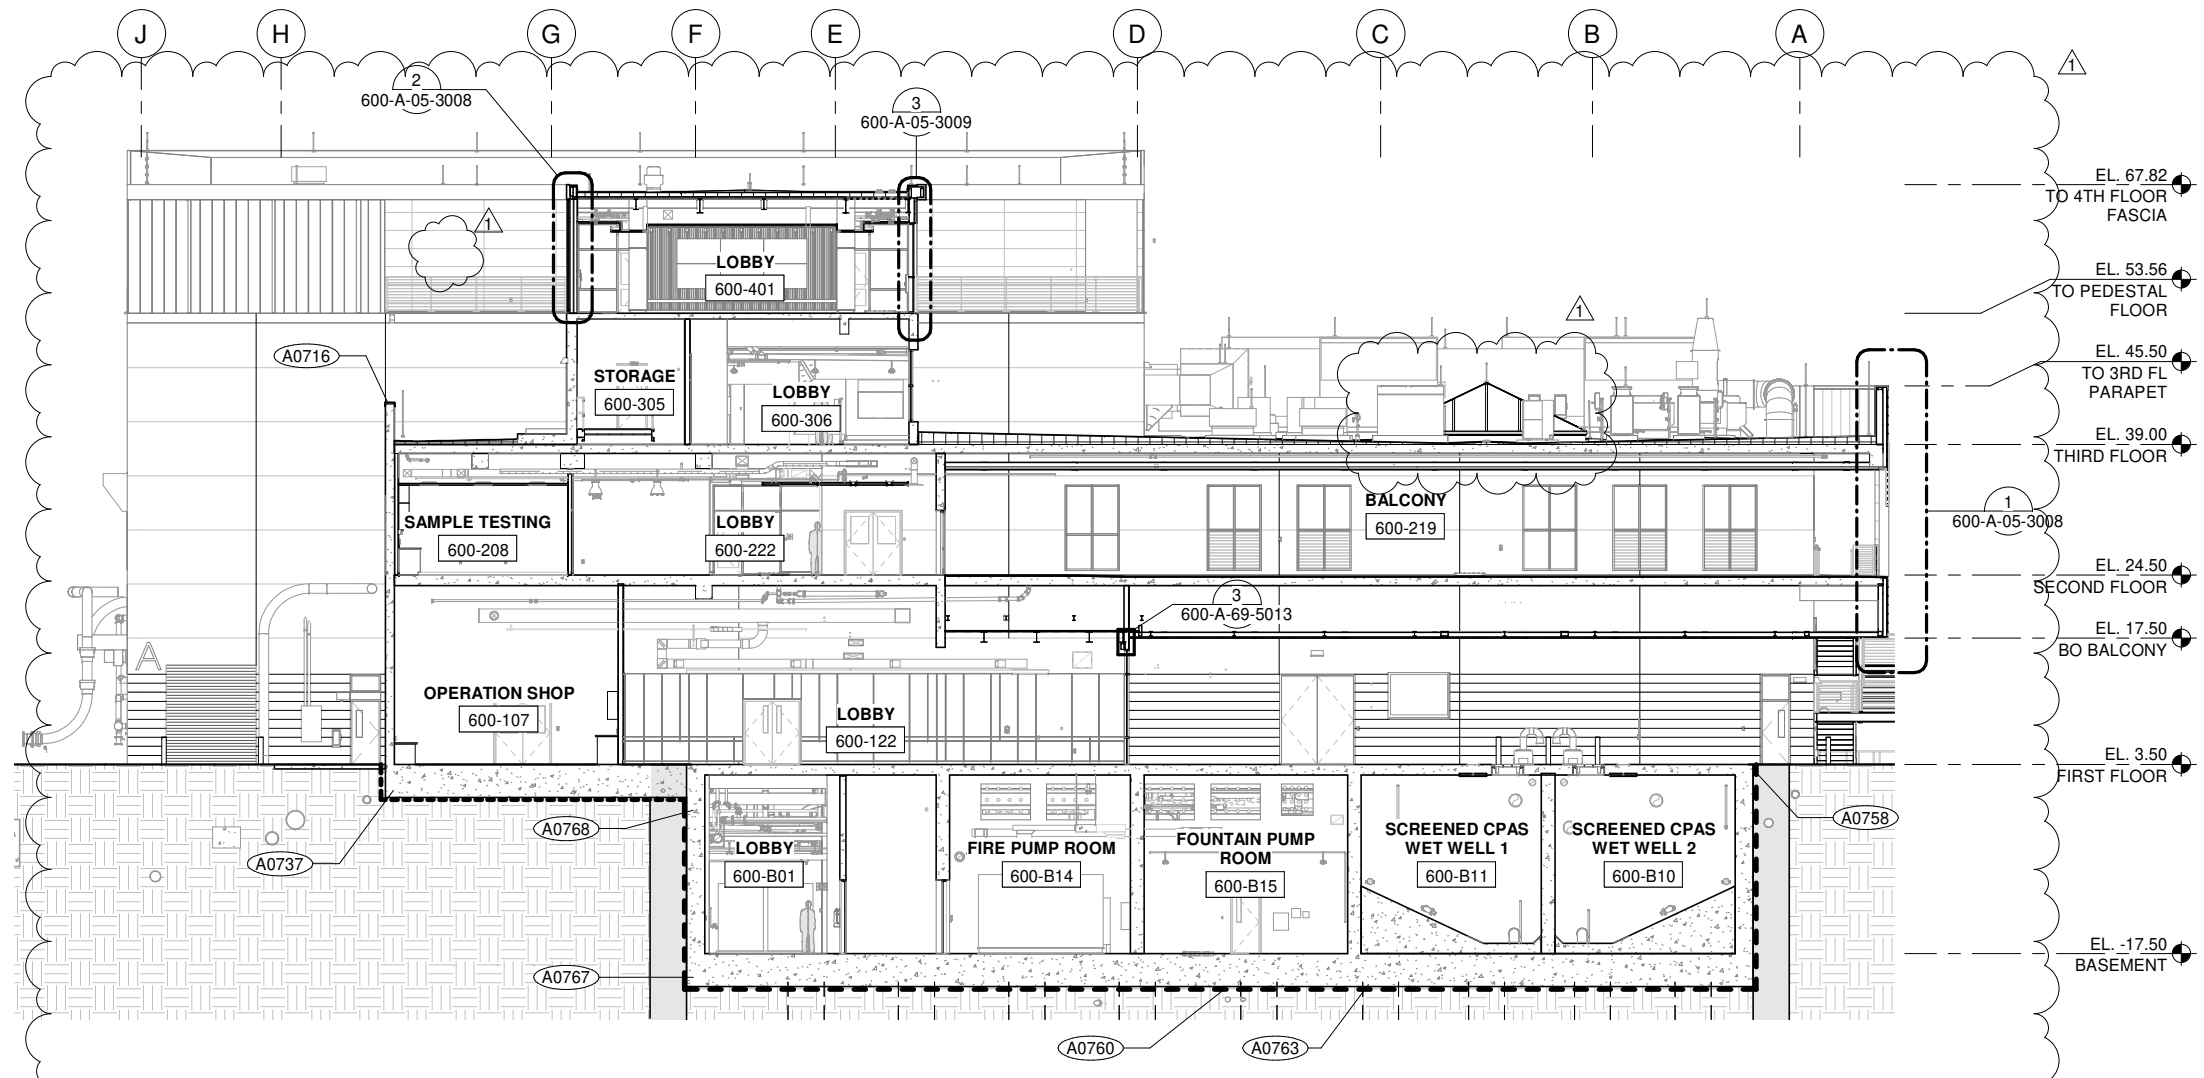 J
H
G
F
E
D
C
B
A
1
2
600-A-05-3008
3
600-A-05-3009
EL. 67.82
TO 4TH FLOOR
FASCIA
1
LOBBY
600-401
EL. 53.56
TO PEDESTAL
FLOOR
1
A0716
STORAGE
600-305
LOBBY
600-306
EL. 45.50
TO 3RD FL
PARAPET
EL. 39.00
THIRD FLOOR
BALCONY
600-219
1
600-A-05-3008
SAMPLE TESTING
600-208
LOBBY
600-222
EL. 24.50
SECOND FLOOR
3
600-A-69-5013
EL. 17.50
BO BALCONY
A
OPERATION SHOP
600-107
LOBBY
600-122
EL. 3.50
FIRST FLOOR
A0768
A0737
A0758
LOBBY
600-B01
FIRE PUMP ROOM
600-B14
FOUNTAIN PUMP
ROOM
600-B15
SCREENED CPAS
WET WELL 1
600-B11
SCREENED CPAS
WET WELL 2
600-B10
EL. -17.50
BASEMENT
A0767
A0760
A0763